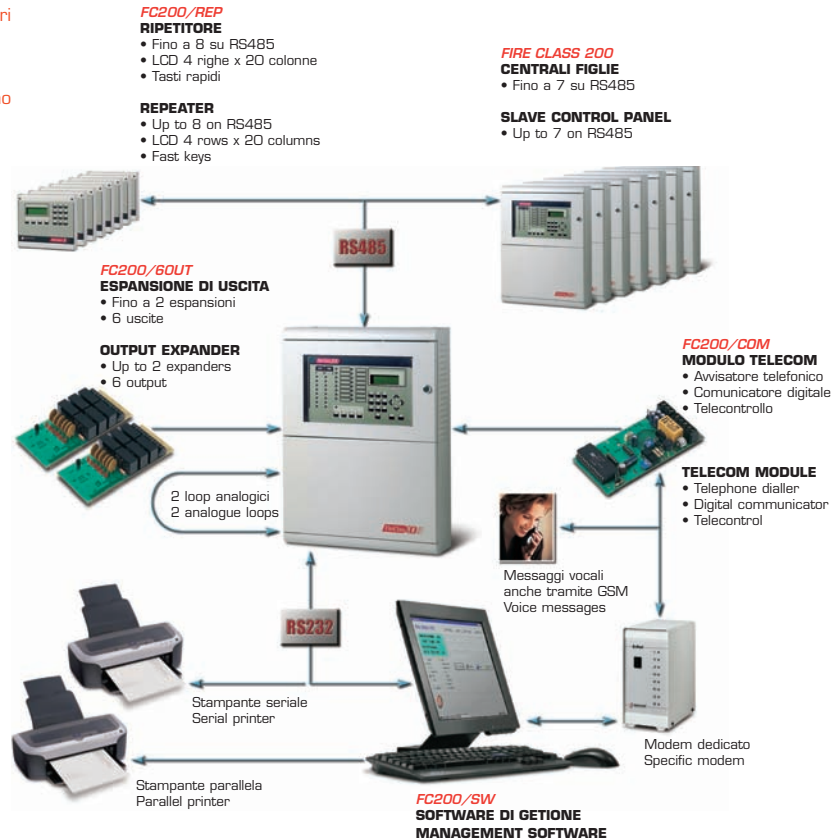 ri
no
FC200/REP
RIPETITORE
• Fino a 8 su RS485
• LCD 4 righe x 20 colonne
• Tasti rapidi
REPEATER
• Up to 8 on RS485
• LCD 4 rows x 20 columns
• Fast keys
FIRE CLASS 200
CENTRALI FIGLIE
• Fino a 7 su RS485
SLAVE CONTROL PANEL
• Up to 7 on RS485
RS485
FC200/6OUT
ESPANSIONE DI USCITA
• Fino a 2 espansioni
• 6 uscite
OUTPUT EXPANDER
• Up to 2 expanders
• 6 output
FC200/COM
MODULO TELECOM
• Avvisatore telefonico
• Comunicatore digitale
• Telecontrollo
TELECOM MODULE
• Telephone dialler
• Digital communicator
• Telecontrol
2 loop analogici
2 analogue loops
Messaggi vocali
anche tramite GSM
Voice messages
RS232
Stampante seriale
Serial printer
Modem dedicato
Specific modem
Stampante parallela
Parallel printer
FC200/SW
SOFTWARE DI GETIONE
MANAGEMENT SOFTWARE